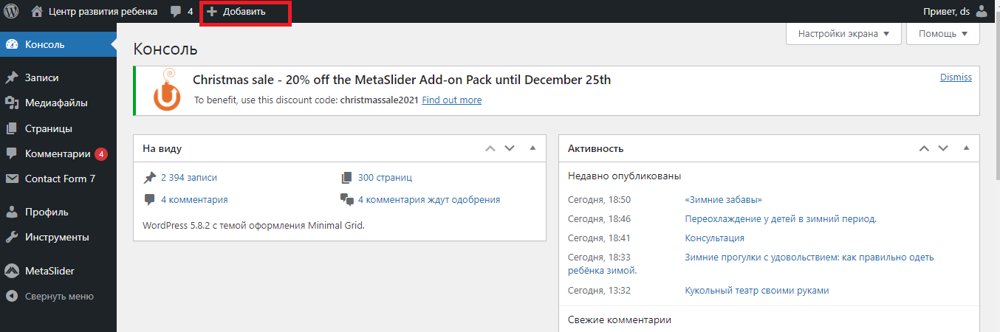 Центр развития ребенка 4 Добавить Привет, ds
Консоль
Записи
Медиафайлы
Страницы
Комментарии 4
Contact Form 7
Профиль
Инструменты
MetaSlider
Свернуть меню
Настройки экрана Помощь
Консоль
Christmas sale - 20% off the MetaSlider Add-on Pack until December 25th
Dismiss
To benefit, use this discount code: christmassale2021 Find out more
На виду
2 394 записи 300 страниц
4 комментария 4 комментария ждут одобрения
WordPress 5.8.2 с темой оформления Minimal Grid.
Активность
Недавно опубликованы
Сегодня, 18:50 «Зимние забавы»
Сегодня, 18:46 Переохлаждение у детей в зимний период.
Сегодня, 18:41 Консультация
Сегодня, 18:33 Зимние прогулки с удовольствием: как правильно одеть
ребёнка зимой.
Сегодня, 13:32 Кукольный театр своими руками
Свежие комментарии